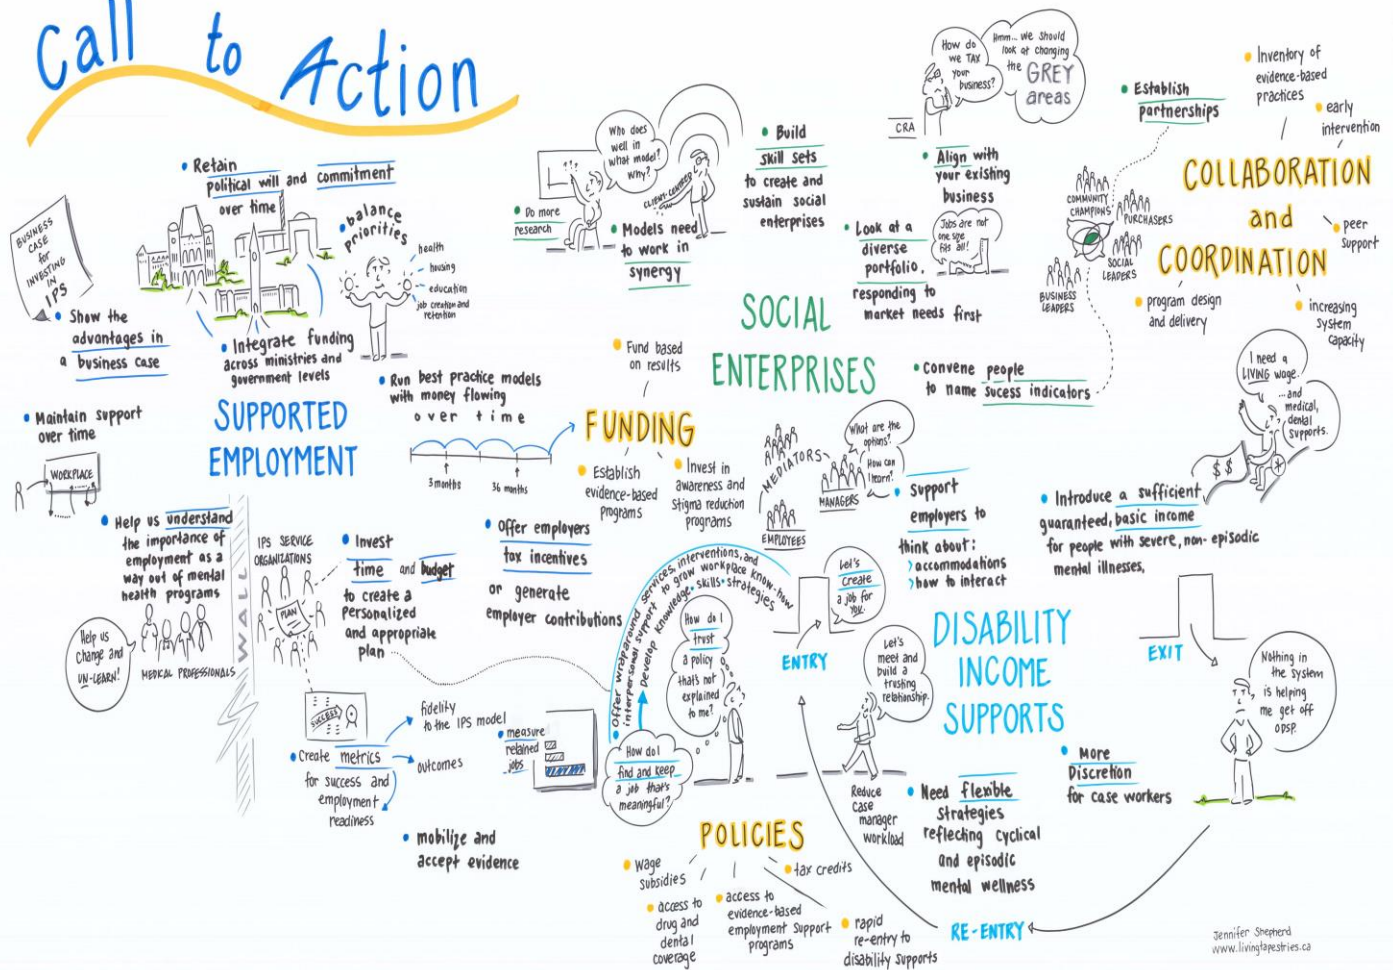 Call to Action
• Retain
political will and commitment
over time
BUSINESS
CASE
for
INVESTING
IN
IPS
• Show the
advantages in
a business case
• Integrate funding
across ministries and
government levels
• balance
priorities
health
housing
education
job creation and
retention
SUPPORTED
EMPLOYMENT
• Maintain support
over time
WORKPLACE
• Run best practice models
with money flowing
over time
3 months
36 months
• Help us understand
the importance of
employment as a
way out of mental
health programs
Help us
change and
UN-LEARN!
MEDICAL PROFESSIONALS
WALL
IPS SERVICE
ORGANIZATIONS
PLAN
• Invest
time and budget
to create a
personalized
and appropriate
plan
• Offer employers
tax incentives
or generate
employer contributions
SUCCESS
• Create metrics
for success and
employment
readiness
fidelity
to the IPS model
outcomes
• measure
retained
jobs
• mobilize and
accept evidence
• Do more
research
Who does
well in
what model?
Why?
CLIENT-CENTRED
• Models need
to work in
synergy
• Build
skill sets
to create and
sustain social
enterprises
CRA
How do
we TAX
your
business?
Hmm... we should
look at changing
the GREY
areas
• Align with
your existing
business
• Look at a
diverse
portfolio,
responding to
market needs first
Jobs are not
one size
fits all!
SOCIAL
ENTERPRISES
• Establish
partnerships
COMMUNITY
CHAMPIONS
PURCHASERS
SOCIAL
LEADERS
BUSINESS
LEADERS
• Convene people
to name sucess indicators
• Inventory of
evidence-based
practices
• early
intervention
COLLABORATION
and
COORDINATION
• peer
support
• program design
and delivery
• increasing
system
capacity
• Fund based
on results
FUNDING
• Establish
evidence-based
programs
• Invest in
awareness and
stigma reduction
programs
MEDIATORS
MANAGERS
EMPLOYEES
What are the
options?
How can
I learn?
• Support
employers to
think about:
> accommodations
> how to interact
I need a
LIVING wage.
...and
medical,
dental
supports.
$ $
• Introduce a sufficient
guaranteed, basic income
for people with severe, non-episodic
mental illnesses,
• Offer wraparound services, interventions, and
interpersonal support to grow workplace know-how
Develop knowledge • skills • strategies
How do I
find and keep
a job that's
meaningful?
How do I
trust
a policy
that's not
explained
to me?
Let's
create
a job for
you.
ENTRY
Let's
meet and
build a
trusting
relationship.
Reduce
case
manager
workload
DISABILITY
INCOME
SUPPORTS
EXIT
Nothing in
the system
is helping
me get off
ODSP.
• More
Discretion
for case workers
• Need flexible
strategies
reflecting cyclical
and episodic
mental wellness
RE-ENTRY
POLICIES
• Wage
subsidies
• access to
drug and
dental
coverage
• access to
evidence-based
employment support
programs
• tax credits
• rapid
re-entry to
disability supports
Jennifer Shepherd
www.livingtapestries.ca